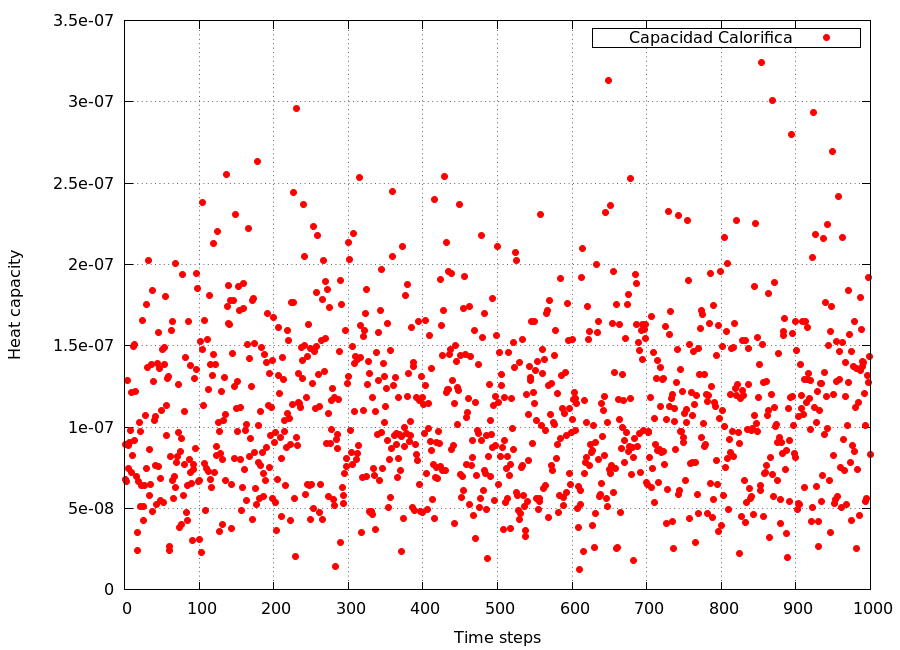 3.5e-07
Capacidad Calorifica
3e-07
2.5e-07
2e-07
Heat capacity
1.5e-07
1e-07
5e-08
0
0 100 200 300 400 500 600 700 800 900 1000
Time steps